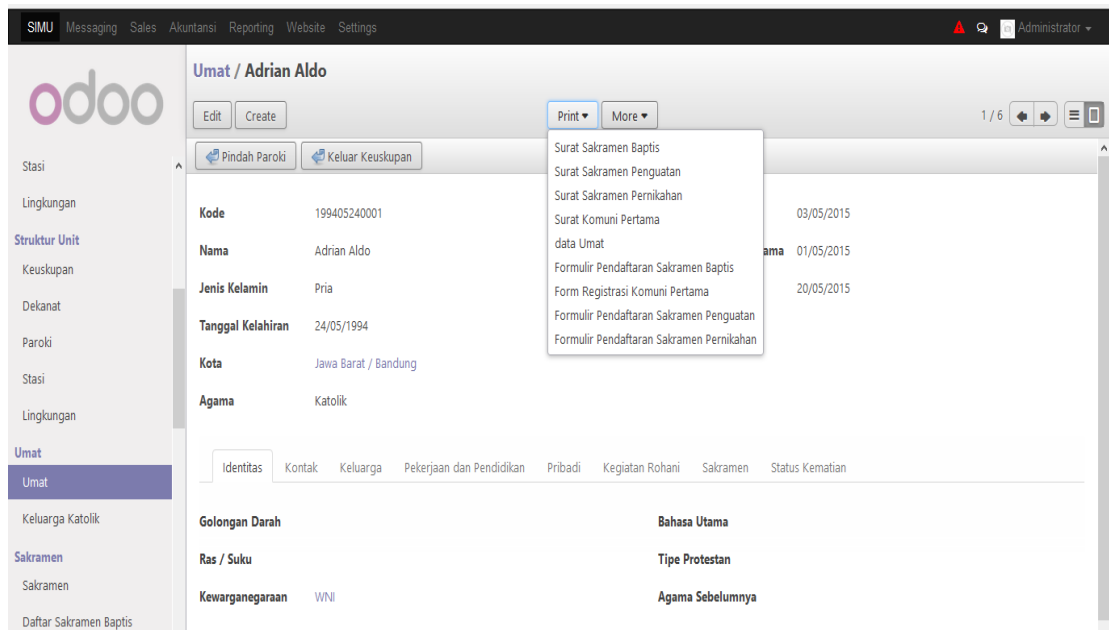 SIMU Messaging Sales Akuntansi Reporting Website Settings Administrator
odoo
Stasi
Lingkungan
Struktur Unit
Keuskupan
Dekanat
Paroki
Stasi
Lingkungan
Umat
Umat
Keluarga Katolik
Sakramen
Sakramen
Daftar Sakramen Baptis
Umat / Adrian Aldo
Edit Create Print More 1 / 6
Pindah Paroki Keluar Keuskupan
Surat Sakramen Baptis
Surat Sakramen Penguatan
Surat Sakramen Pernikahan
Surat Komuni Pertama
data Umat
Formulir Pendaftaran Sakramen Baptis
Form Registrasi Komuni Pertama
Formulir Pendaftaran Sakramen Penguatan
Formulir Pendaftaran Sakramen Pernikahan
Kode 199405240001 03/05/2015
Nama Adrian Aldo ama 01/05/2015
Jenis Kelamin Pria 20/05/2015
Tanggal Kelahiran 24/05/1994
Kota Jawa Barat / Bandung
Agama Katolik
Identitas Kontak Keluarga Pekerjaan dan Pendidikan Pribadi Kegiatan Rohani Sakramen Status Kematian
Golongan Darah Bahasa Utama
Ras / Suku Tipe Protestan
Kewarganegaraan WNI Agama Sebelumnya